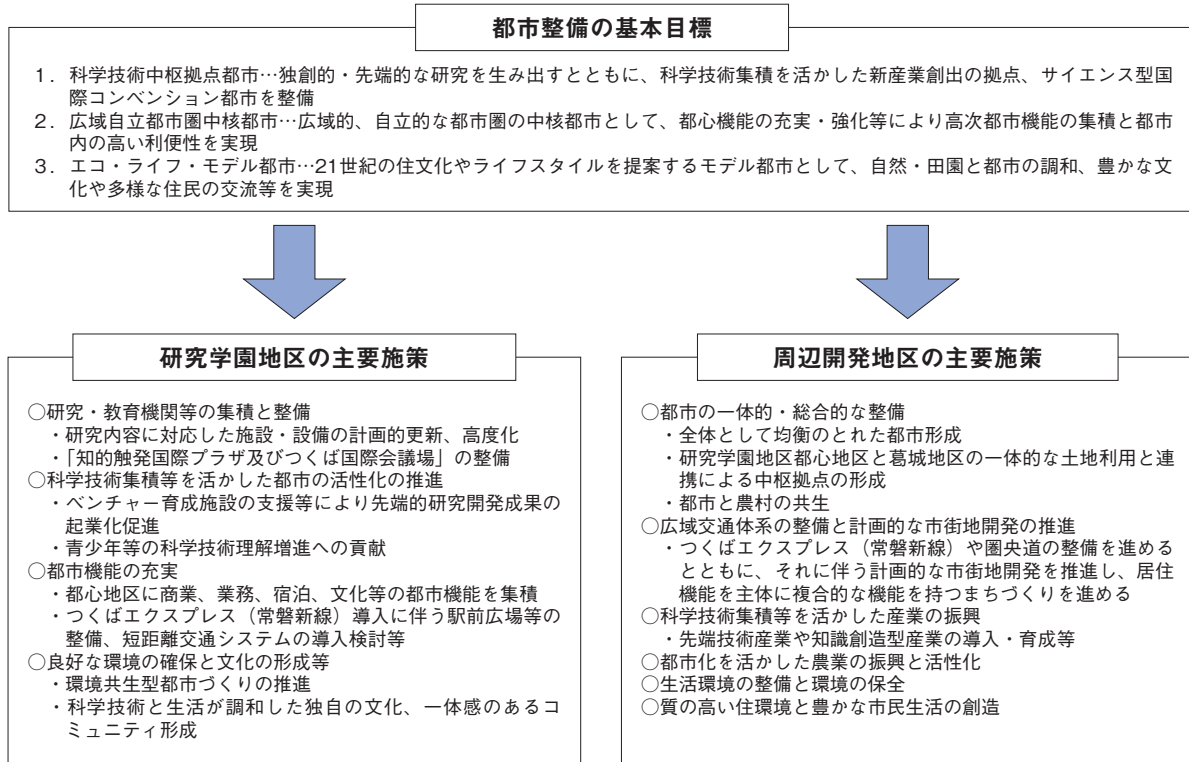 都市整備の基本目標
1．科学技術中枢拠点都市…独創的・先端的な研究を生み出すとともに、科学技術集積を活かした新産業創出の拠点、サイエンス型国
際コンベンション都市を整備
2．広域自立都市圏中核都市…広域的、自立的な都市圏の中核都市として、都心機能の充実・強化等により高次都市機能の集積と都市
内の高い利便性を実現
3．エコ・ライフ・モデル都市…21世紀の住文化やライフスタイルを提案するモデル都市として、自然・田園と都市の調和、豊かな文
化や多様な住民の交流等を実現
研究学園地区の主要施策
○研究・教育機関等の集積と整備
・研究内容に対応した施設・設備の計画的更新、高度化
・「知的触発国際プラザ及びつくば国際会議場」の整備
○科学技術集積等を活かした都市の活性化の推進
・ベンチャー育成施設の支援等により先端的研究開発成果の
起業化促進
・青少年等の科学技術理解増進への貢献
○都市機能の充実
・都心地区に商業、業務、宿泊、文化等の都市機能を集積
・つくばエクスプレス（常磐新線）導入に伴う駅前広場等の
整備、短距離交通システムの導入検討等
○良好な環境の確保と文化の形成等
・環境共生型都市づくりの推進
・科学技術と生活が調和した独自の文化、一体感のあるコ
ミュニティ形成
周辺開発地区の主要施策
○都市の一体的・総合的な整備
・全体として均衡のとれた都市形成
・研究学園地区都心地区と葛城地区の一体的な土地利用と連
携による中枢拠点の形成
・都市と農村の共生
○広域交通体系の整備と計画的な市街地開発の推進
・つくばエクスプレス（常磐新線）や圏央道の整備を進める
とともに、それに伴う計画的な市街地開発を推進し、居住
機能を主体に複合的な機能を持つまちづくりを進める
○科学技術集積等を活かした産業の振興
・先端技術産業や知識創造型産業の導入・育成等
○都市化を活かした農業の振興と活性化
○生活環境の整備と環境の保全
○質の高い住環境と豊かな市民生活の創造